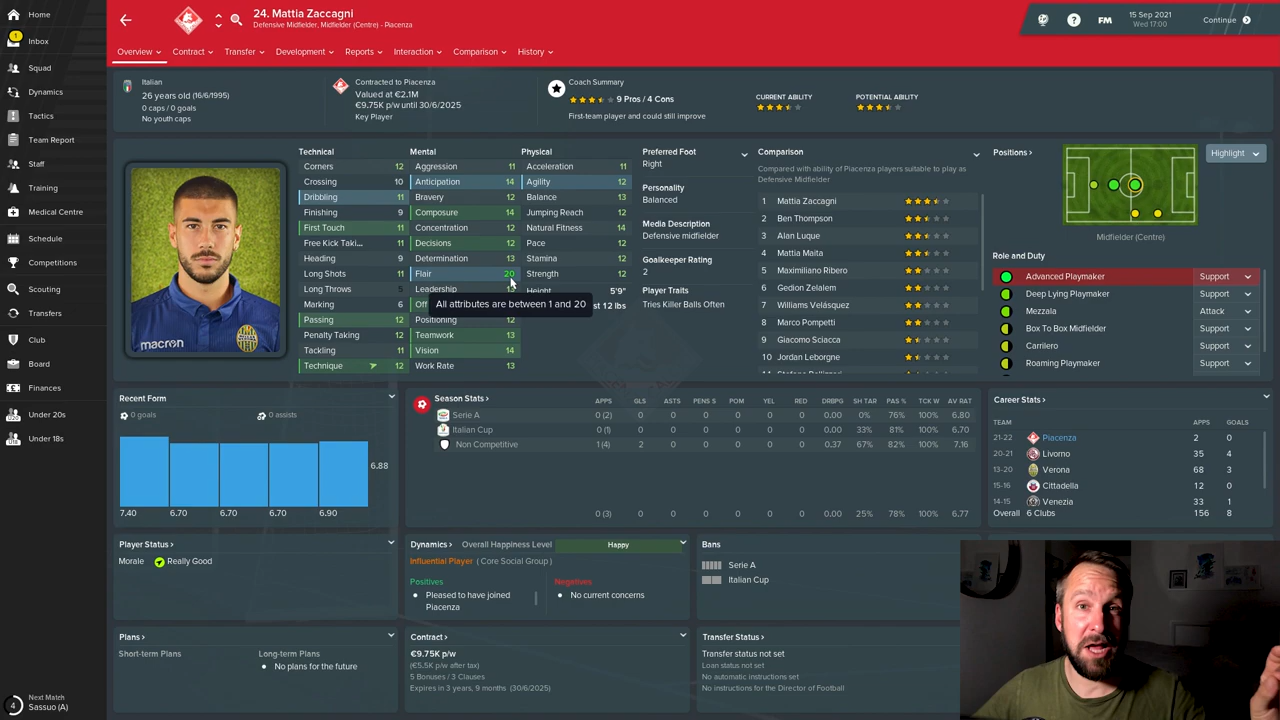 Home
1
Inbox
Squad
Dynamics
Tactics
Team Report
Staff
Training
Medical Centre
Schedule
Competitions
Scouting
Transfers
Club
Board
Finances
Under 20s
Under 18s
4
Next Match
Sassuo (A)
24. Mattia Zaccagni
Defensive Midfielder, Midfielder (Centre) - Piacenza
?
FM
15 Sep 2021
Wed 17:00
Continue
Overview
Contract
Transfer
Development
Reports
Interaction
Comparison
History
Italian
26 years old (16/6/1995)
0 caps / 0 goals
No youth caps
Contracted to Piacenza
Valued at €2.1M
€9.75K p/w until 30/6/2025
Key Player
Coach Summary
9 Pros / 4 Cons
First-team player and could still improve
CURRENT ABILITY
POTENTIAL ABILITY
macron
Technical
Corners 12
Crossing 10
Dribbling 11
Finishing 9
First Touch 11
Free Kick Taki... 11
Heading 9
Long Shots 11
Long Throws 5
Marking 6
Passing 12
Penalty Taking 12
Tackling 11
Technique 12
Mental
Aggression 11
Anticipation 14
Bravery 12
Composure 14
Concentration 12
Decisions 12
Determination 13
Flair 20
Leadership
Off
Positioning 12
Teamwork 13
Vision 14
Work Rate 13
All attributes are between 1 and 20
Physical
Acceleration 11
Agility 12
Balance 13
Jumping Reach 12
Natural Fitness 14
Pace 12
Stamina 12
Strength 12
Height 5'9"
st 12 lbs
Preferred Foot
Right
Personality
Balanced
Media Description
Defensive midfielder
Goalkeeper Rating
2
Player Traits
Tries Killer Balls Often
Comparison
Compared with ability of Piacenza players suitable to play as
Defensive Midfielder
1 Mattia Zaccagni
2 Ben Thompson
3 Alan Luque
4 Mattia Maita
5 Maximiliano Ribero
6 Gedion Zelalem
7 Williams Velásquez
8 Marco Pompetti
9 Giacomo Sciacca
10 Jordan Leborgne
Positions
Highlight
Midfielder (Centre)
Role and Duty
Advanced Playmaker Support
Deep Lying Playmaker Support
Mezzala Attack
Box To Box Midfielder Support
Carrilero Support
Roaming Playmaker Support
Recent Form
0 goals
0 assists
6.88
7.40 6.70 6.70 6.70 6.90
Season Stats
APPS GLS ASTS PENS S POM YEL RED DRBPG SH TAR PAS % TCK W AV RAT
Serie A 0 (2) 0 0 0 0 0 0 0.00 0% 76% 100% 6.80
Italian Cup 0 (1) 0 0 0 0 0 0 0.00 33% 81% 100% 6.70
Non Competitive 1 (4) 2 0 0 0 0 0 0.37 67% 82% 100% 7.16
0 (3) 0 0 0 0 0 0 0.00 25% 78% 100% 6.77
Career Stats
TEAM APPS GOALS
21-22 Piacenza 2 0
20-21 Livorno 35 4
13-20 Verona 68 3
15-16 Cittadella 12 0
14-15 Venezia 33 1
Overall 6 Clubs 156 8
Player Status
Morale Really Good
Dynamics
Overall Happiness Level
Happy
Influential Player ( Core Social Group )
Positives
Pleased to have joined
Piacenza
Negatives
No current concerns
Bans
Serie A
Italian Cup
Plans
Short-term Plans
Long-term Plans
No plans for the future
Contract
€9.75K p/w
(€5.5K p/w after tax)
5 Bonuses / 3 Clauses
Expires in 3 years, 9 months (30/6/2025)
Transfer Status
Transfer status not set
Loan status not set
No automatic instructions set
No instructions for the Director of Football